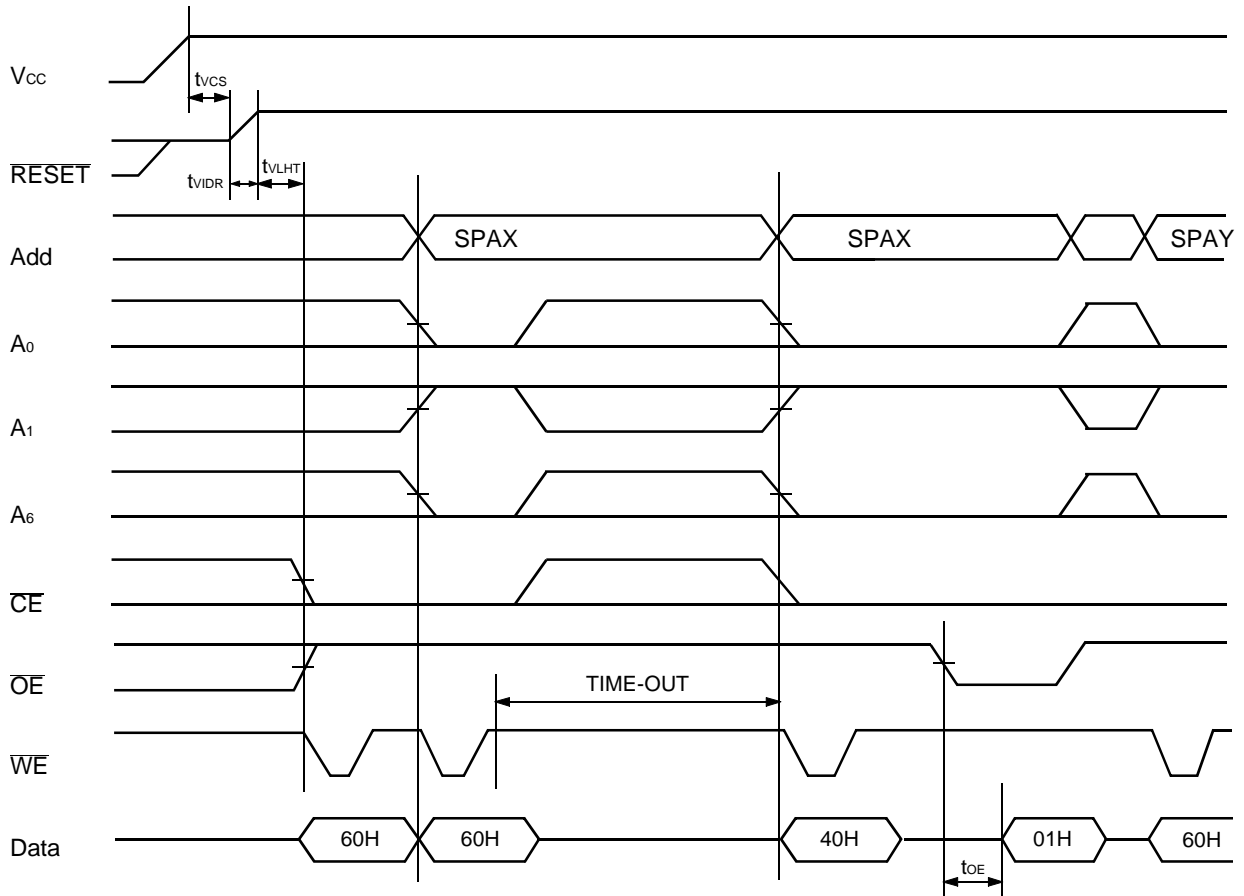 VCC
tVCS
RESET
tVIDR
tVLHT
Add
SPAX
SPAX
SPAY
A0
A1
A6
CE
OE
TIME-OUT
WE
Data
60H
60H
40H
01H
60H
tOE